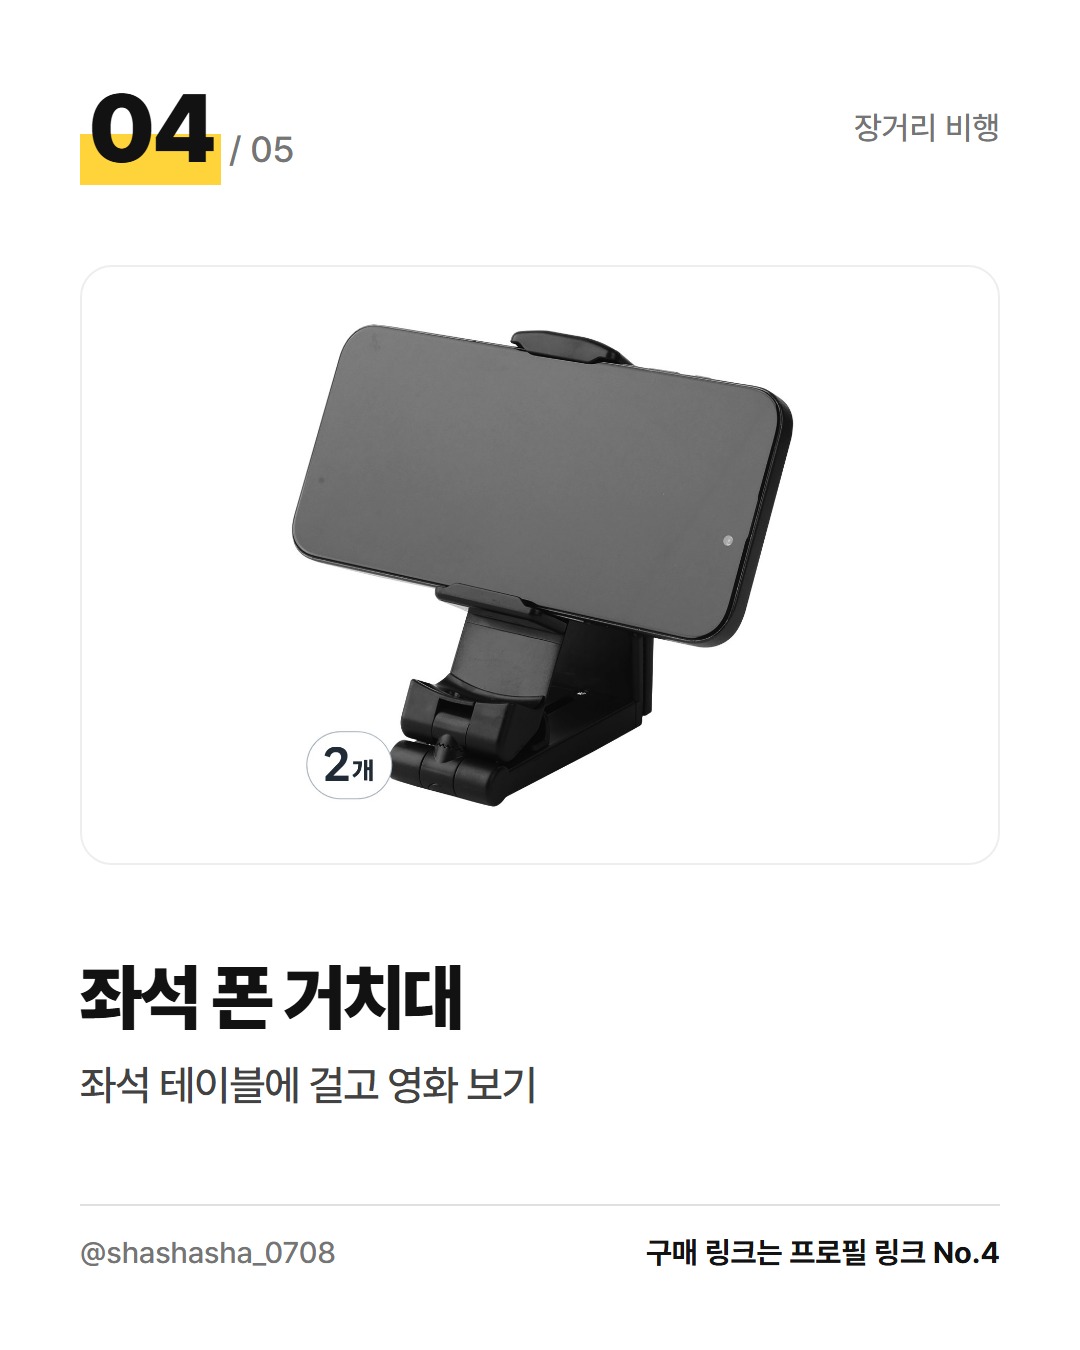 04 / 05
장거리 비행
2개
좌석 폰 거치대
좌석 테이블에 걸고 영화 보기
@shashasha_0708
구매 링크는 프로필 링크 No.4